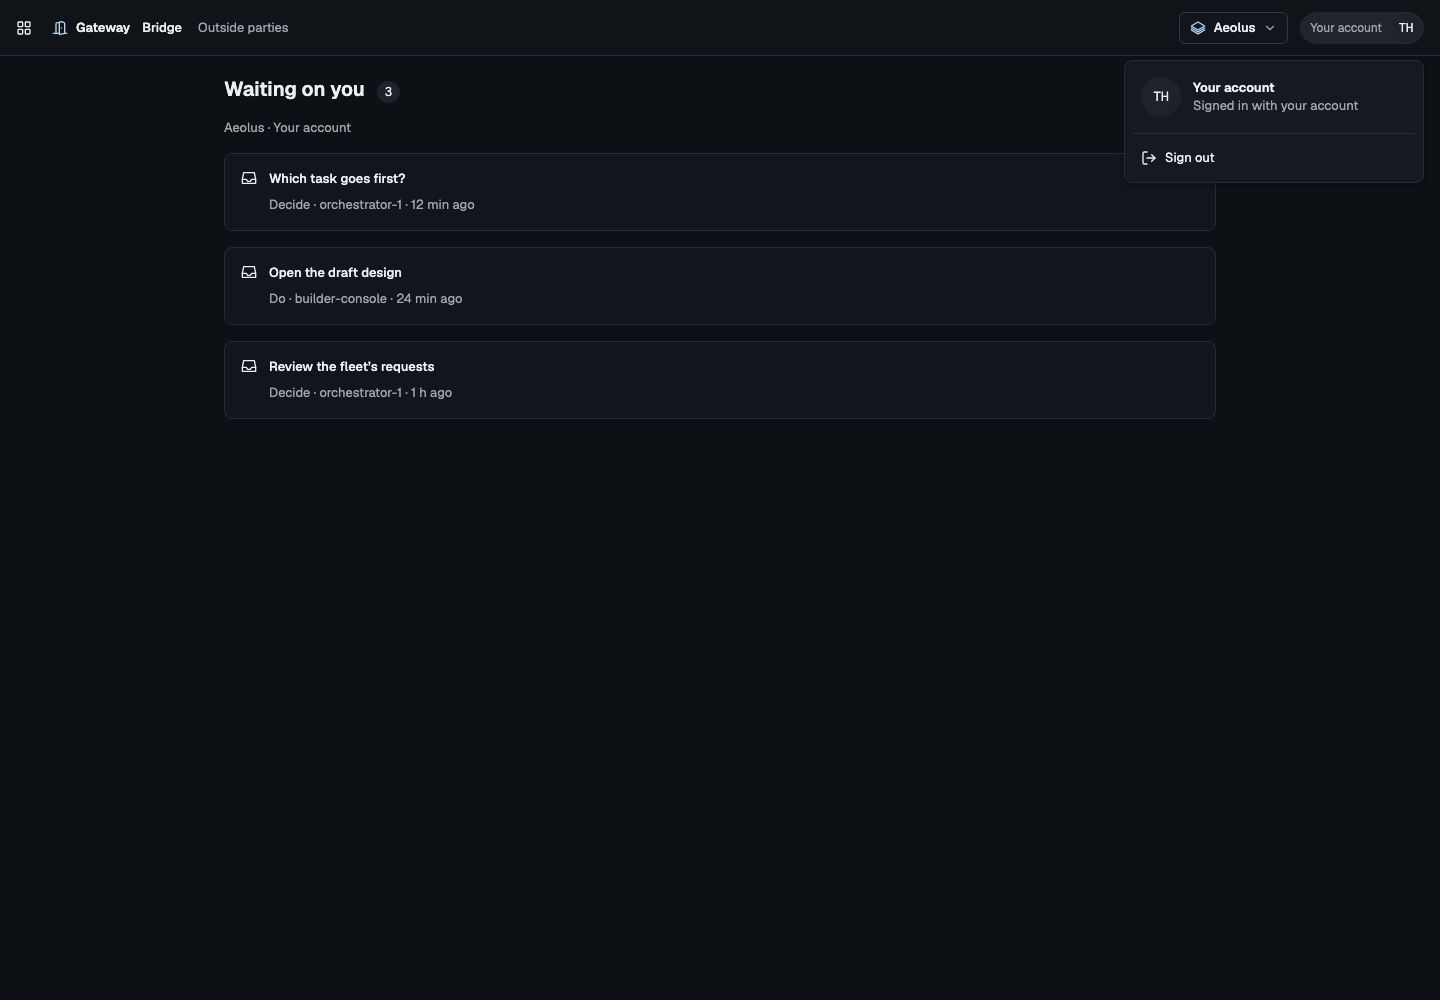 Gateway Bridge Outside parties Aeolus Your account TH
Waiting on you 3
Aeolus · Your account
TH
Your account
Signed in with your account
Sign out
Which task goes first?
Decide · orchestrator-1 · 12 min ago
Open the draft design
Do · builder-console · 24 min ago
Review the fleet's requests
Decide · orchestrator-1 · 1 h ago